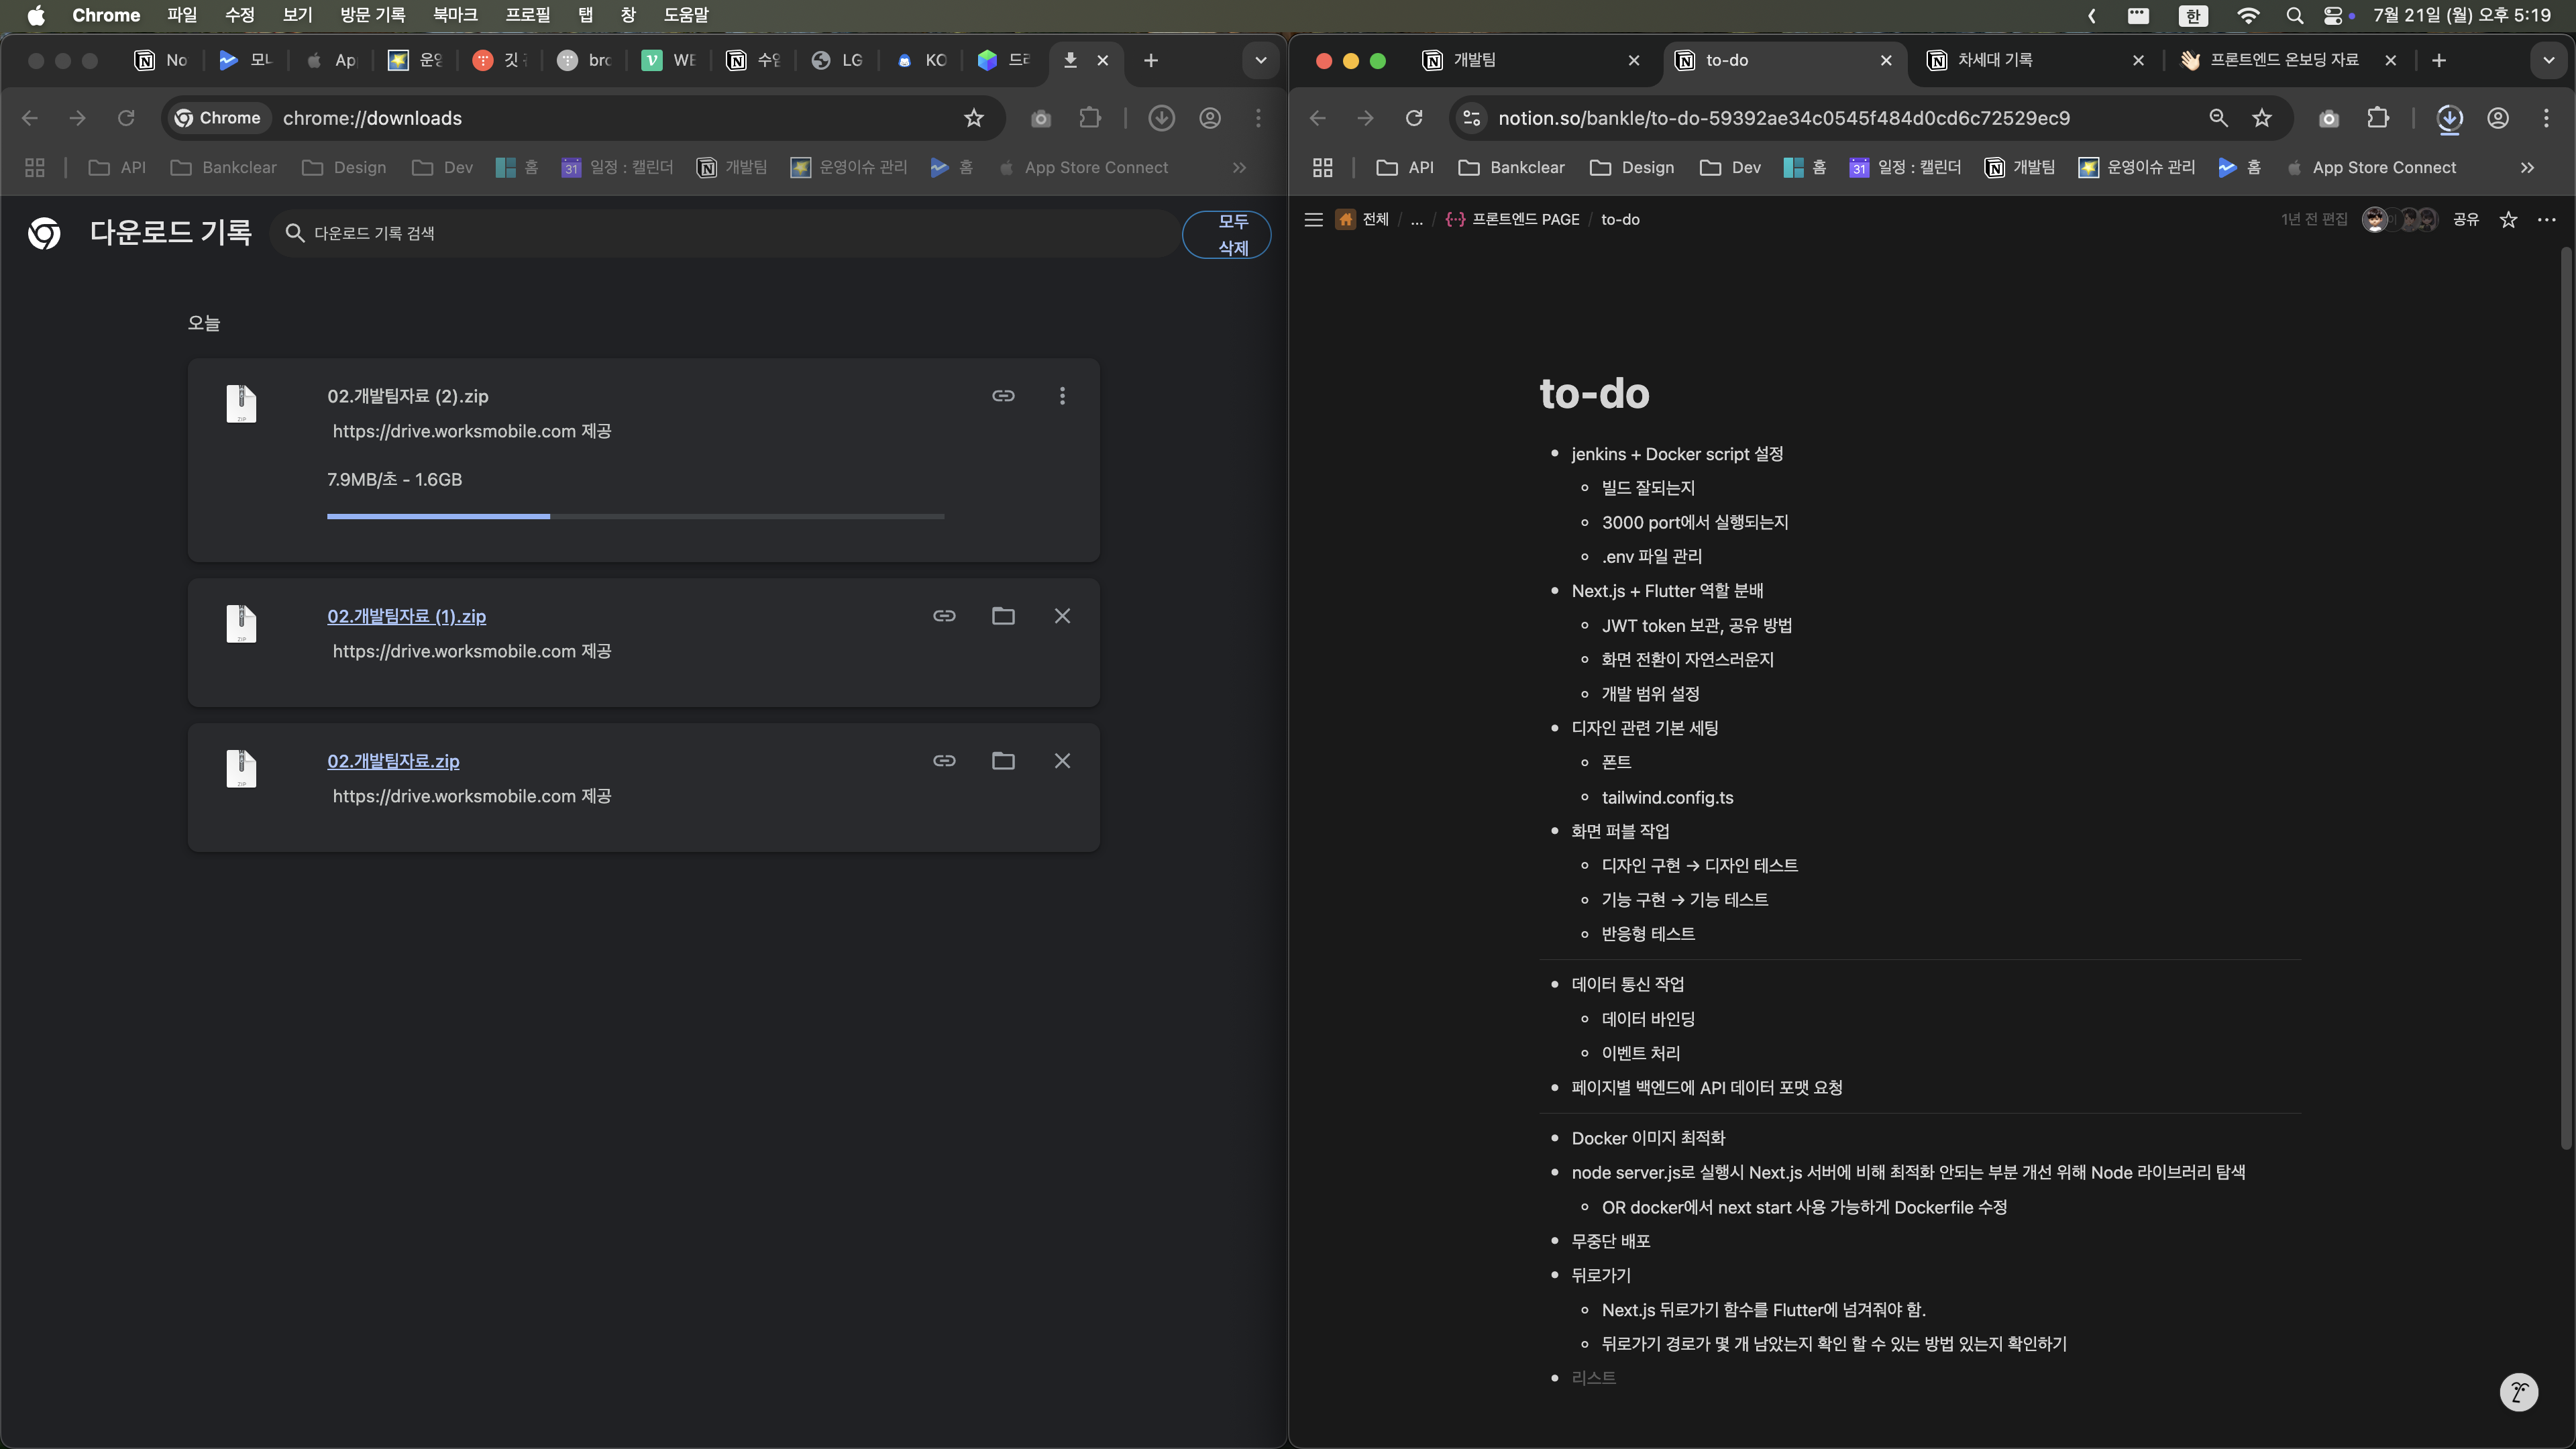 Chrome 파일 수정 보기 방문 기록 북마크 프로필 탭 창 도움말
한 7월 21일 (월) 오후 5:19
No 모니 App 운영 깃 bro WE 수임 LG KO 드라
Chrome chrome://downloads
API Bankclear Design Dev 홈 31 일정 : 캘린더 개발팀 운영이슈 관리 홈 App Store Connect
다운로드 기록
다운로드 기록 검색
모두
삭제
오늘
02.개발팀자료 (2).zip
https://drive.worksmobile.com 제공
7.9MB/초 - 1.6GB
02.개발팀자료 (1).zip
https://drive.worksmobile.com 제공
02.개발팀자료.zip
https://drive.worksmobile.com 제공
개발팀 to-do 차세대 기록 프론트엔드 온보딩 자료
notion.so/bankle/to-do-59392ae34c0545f484d0cd6c72529ec9
API Bankclear Design Dev 홈 31 일정 : 캘린더 개발팀 운영이슈 관리 홈 App Store Connect
전체 / ... / 프론트엔드 PAGE / to-do
1년 전 편집 공유
to-do
jenkins + Docker script 설정
빌드 잘되는지
3000 port에서 실행되는지
.env 파일 관리
Next.js + Flutter 역할 분배
JWT token 보관, 공유 방법
화면 전환이 자연스러운지
개발 범위 설정
디자인 관련 기본 세팅
폰트
tailwind.config.ts
화면 퍼블 작업
디자인 구현 → 디자인 테스트
기능 구현 → 기능 테스트
반응형 테스트
데이터 통신 작업
데이터 바인딩
이벤트 처리
페이지별 백엔드에 API 데이터 포맷 요청
Docker 이미지 최적화
node server.js로 실행시 Next.js 서버에 비해 최적화 안되는 부분 개선 위해 Node 라이브러리 탐색
OR docker에서 next start 사용 가능하게 Dockerfile 수정
무중단 배포
뒤로가기
Next.js 뒤로가기 함수를 Flutter에 넘겨줘야 함.
뒤로가기 경로가 몇 개 남았는지 확인 할 수 있는 방법 있는지 확인하기
리스트